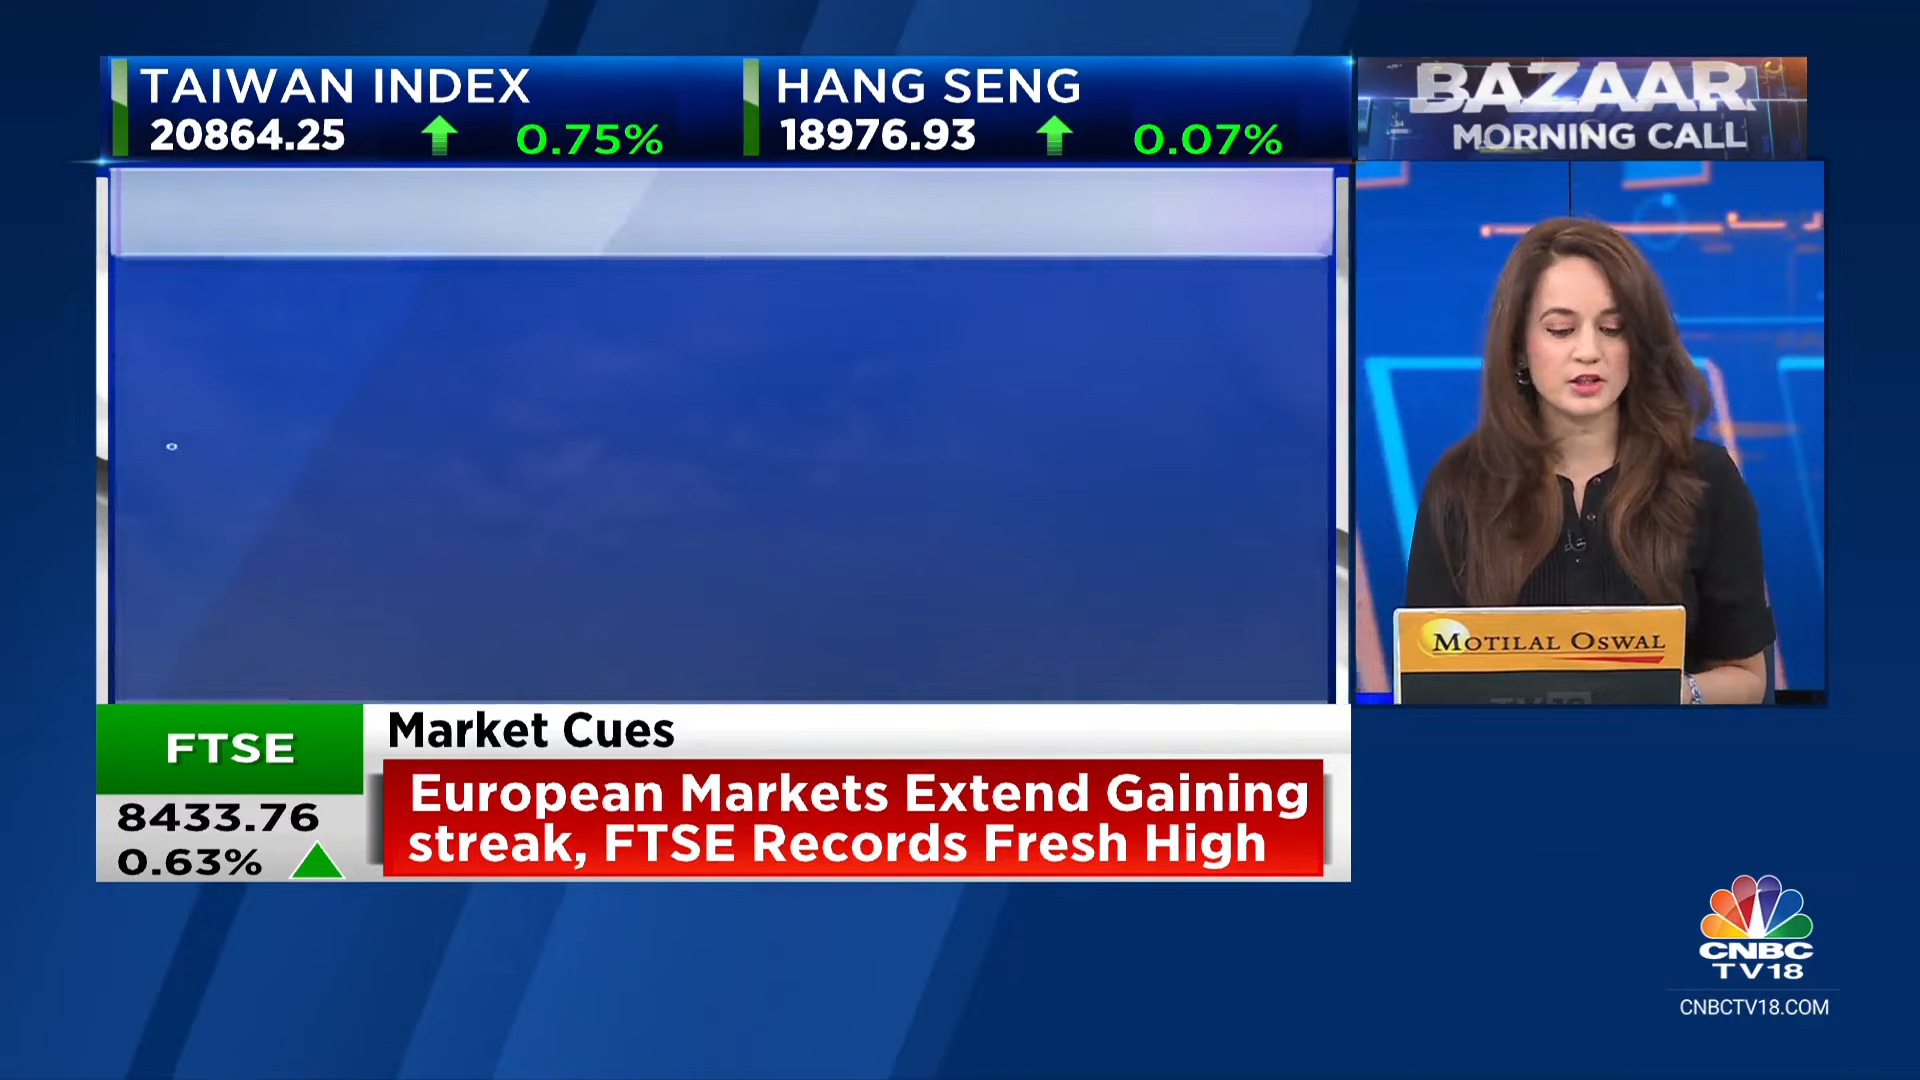 TAIWAN INDEX
20864.25 0.75%
HANG SENG
18976.93 0.07%
BAZAAR
MORNING CALL
MOTILAL OSWAL
TV18
FTSE
8433.76
0.63%
Market Cues
European Markets Extend Gaining
streak, FTSE Records Fresh High
CNBC
TV18
CNBCTV18.COM